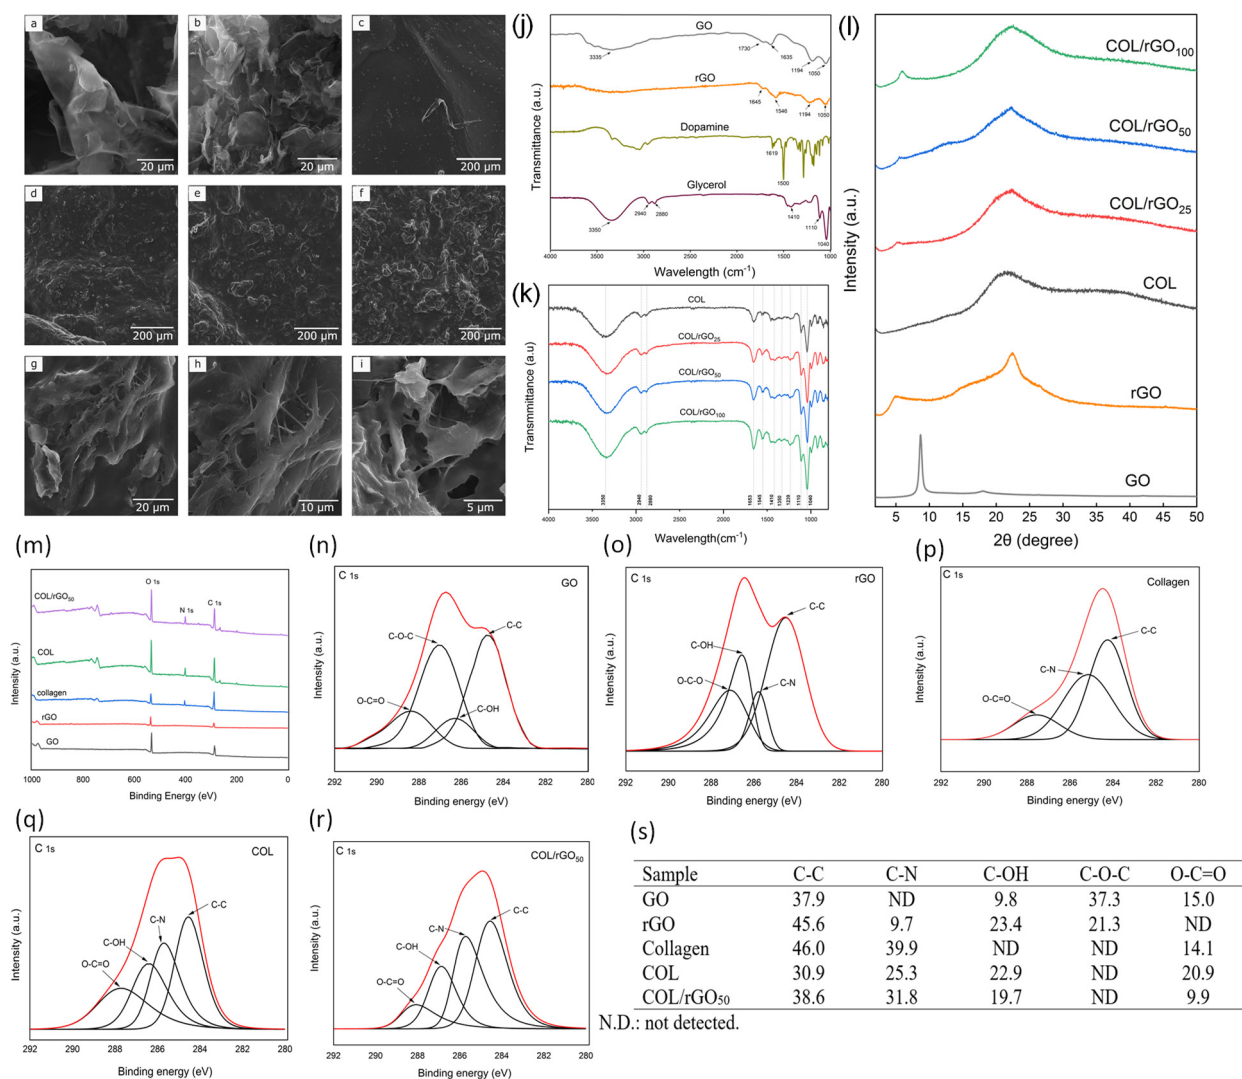 a
20 µm
b
20 µm
c
200 µm
d
200 µm
e
200 µm
f
200 µm
g
20 µm
h
10 µm
i
5 µm
(j)
GO
3335
1730
1635
1194
1050
rGO
1645
1546
1194
1050
Dopamine
1619
1500
Glycerol
3350
2940
2880
1410
1110
1040
Transmittance (a.u.)
4000 3500 3000 2500 2000 1500 1000
Wavelength (cm-1)
(k)
COL
COL/rGO25
COL/rGO50
COL/rGO100
3350 2940 2880 1653 1545 1410 1330 1239 1110 1040
Transmmittance (a.u)
4000 3000 2000 1000
Wavelength(cm-1)
(l)
COL/rGO100
COL/rGO50
COL/rGO25
COL
rGO
GO
Intensity (a.u.)
5 10 15 20 25 30 35 40 45 50
2θ (degree)
(m)
O 1s
N 1s
C 1s
COL/rGO50
COL
collagen
rGO
GO
Intensity (a.u.)
1000 800 600 400 200 0
Binding Energy (eV)
(n)
C 1s
GO
C-O-C
C-C
O-C=O
C-OH
Intensity (a.u.)
292 290 288 286 284 282 280
Binding energy (eV)
(o)
C 1s
rGO
C-C
C-OH
O-C-O
C-N
Intensity (a.u.)
292 290 288 286 284 282 280
Binding energy (eV)
(p)
C 1s
Collagen
C-C
C-N
O-C=O
Intensity (a.u.)
292 290 288 286 284 282 280
Binding energy (eV)
(q)
C 1s
COL
C-C
C-N
C-OH
O-C=O
Intensity (a.u.)
292 290 288 286 284 282 280
Binding energy (eV)
(r)
C 1s
COL/rGO50
C-C
C-N
C-OH
O-C=O
Intensity (a.u.)
292 290 288 286 284 282 280
Binding energy (eV)
(s)
Sample C-C C-N C-OH C-O-C O-C=O
GO 37.9 ND 9.8 37.3 15.0
rGO 45.6 9.7 23.4 21.3 ND
Collagen 46.0 39.9 ND ND 14.1
COL 30.9 25.3 22.9 ND 20.9
COL/rGO50 38.6 31.8 19.7 ND 9.9
N.D.: not detected.